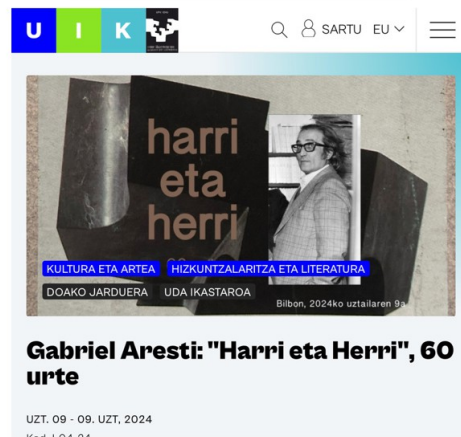 U I K
SARTU EU
harri
eta
herri
KULTURA ETA ARTEA HIZKUNTZALARITZA ETA LITERATURA
DOAKO JARDUERA UDA IKASTAROA
Bilbon, 2024ko uztailaren 9a
Gabriel Aresti: "Harri eta Herri", 60
urte
UZT. 09 - 09. UZT, 2024